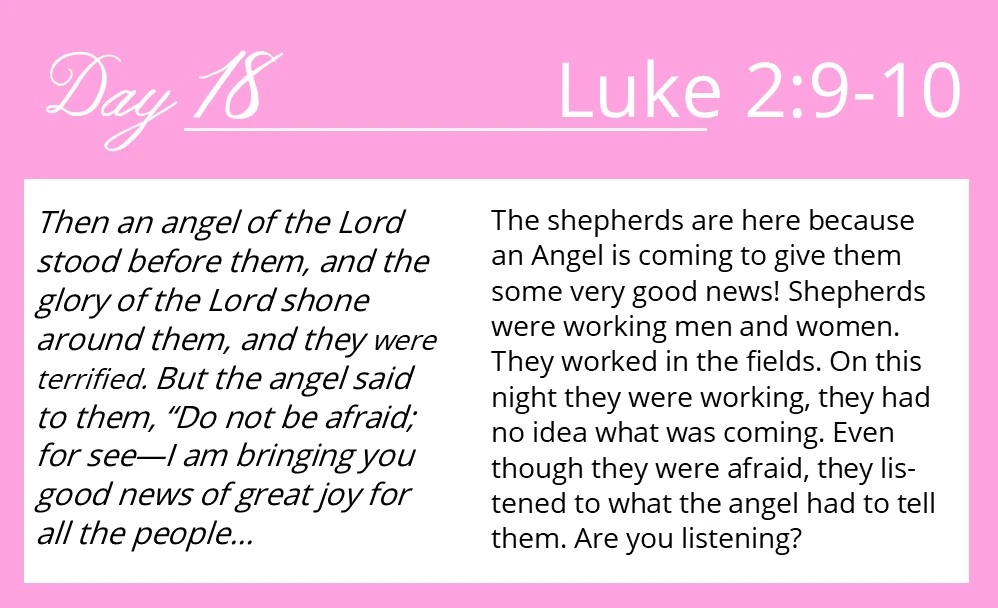 Day 18
Luke 2:9-10
Then an angel of the Lord
stood before them, and the
glory of the Lord shone
around them, and they were
terrified. But the angel said
to them, “Do not be afraid;
for see—I am bringing you
good news of great joy for
all the people...
The shepherds are here because
an Angel is coming to give them
some very good news! Shepherds
were working men and women.
They worked in the fields. On this
night they were working, they had
no idea what was coming. Even
though they were afraid, they lis-
tened to what the angel had to tell
them. Are you listening?